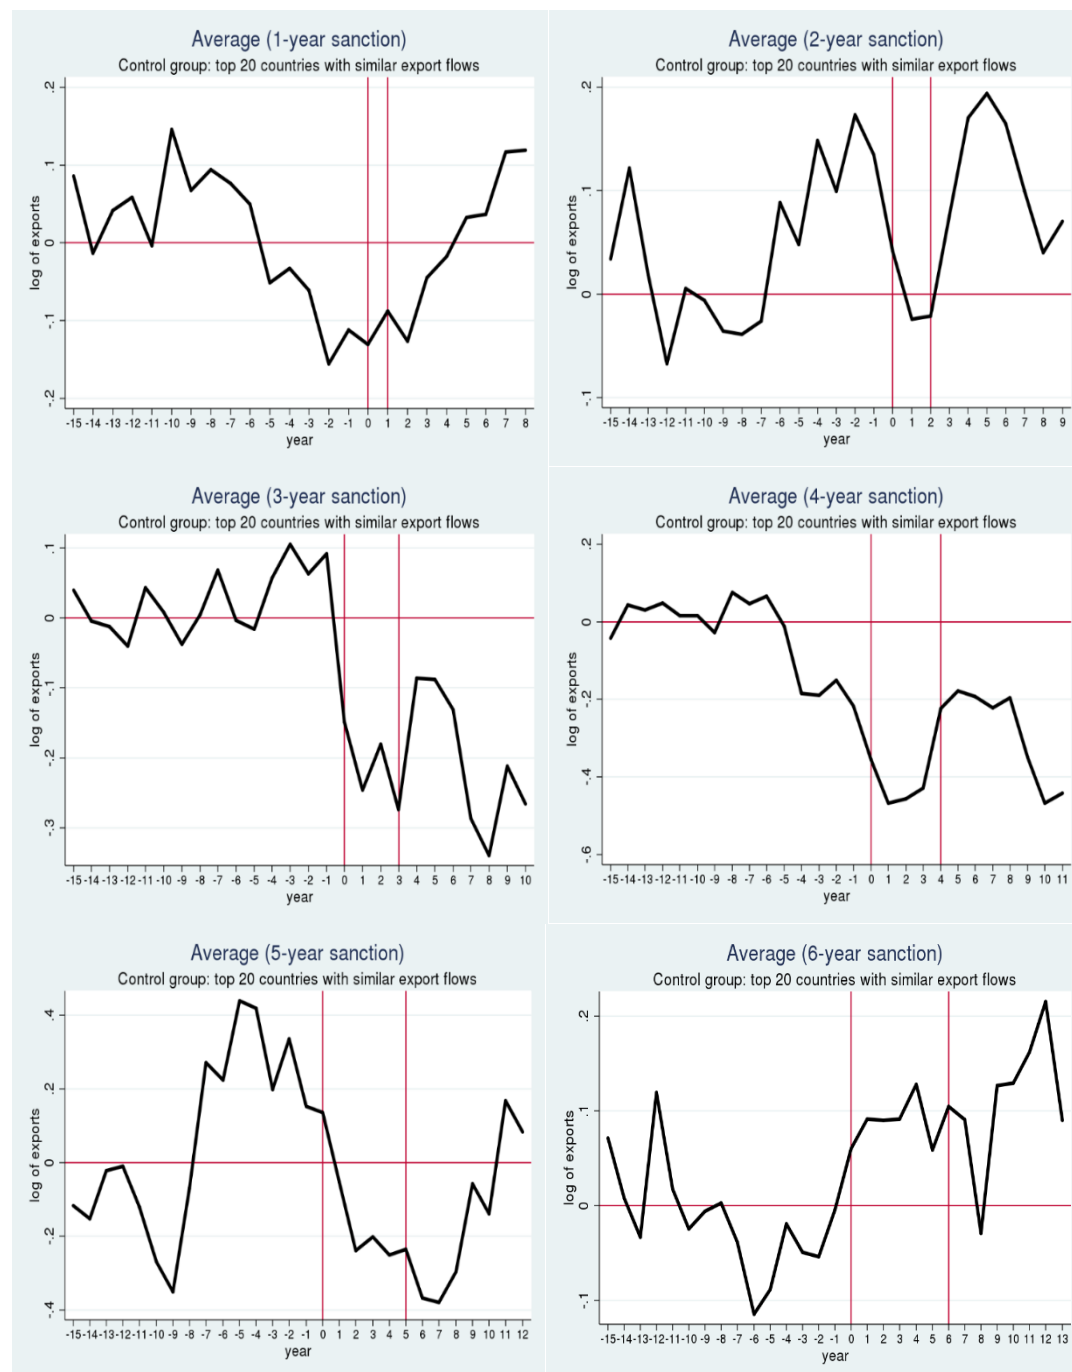 Average (1-year sanction)
Control group: top 20 countries with similar export flows
log of exports
.2
.1
0
-.1
-.2
-15 -14 -13 -12 -11 -10 -9 -8 -7 -6 -5 -4 -3 -2 -1 0 1 2 3 4 5 6 7 8
year
Average (2-year sanction)
Control group: top 20 countries with similar export flows
log of exports
.2
.1
0
-.1
-15 -14 -13 -12 -11 -10 -9 -8 -7 -6 -5 -4 -3 -2 -1 0 1 2 3 4 5 6 7 8 9
year
Average (3-year sanction)
Control group: top 20 countries with similar export flows
log of exports
.1
0
-.1
-.2
-.3
-15 -14 -13 -12 -11 -10 -9 -8 -7 -6 -5 -4 -3 -2 -1 0 1 2 3 4 5 6 7 8 9 10
year
Average (4-year sanction)
Control group: top 20 countries with similar export flows
log of exports
.2
0
-.2
-.4
-.6
-15 -14 -13 -12 -11 -10 -9 -8 -7 -6 -5 -4 -3 -2 -1 0 1 2 3 4 5 6 7 8 9 10 11
year
Average (5-year sanction)
Control group: top 20 countries with similar export flows
log of exports
.4
.2
0
-.2
-.4
-15 -14 -13 -12 -11 -10 -9 -8 -7 -6 -5 -4 -3 -2 -1 0 1 2 3 4 5 6 7 8 9 10 11 12
year
Average (6-year sanction)
Control group: top 20 countries with similar export flows
log of exports
.2
.1
0
-.1
-15 -14 -13 -12 -11 -10 -9 -8 -7 -6 -5 -4 -3 -2 -1 0 1 2 3 4 5 6 7 8 9 10 11 12 13
year